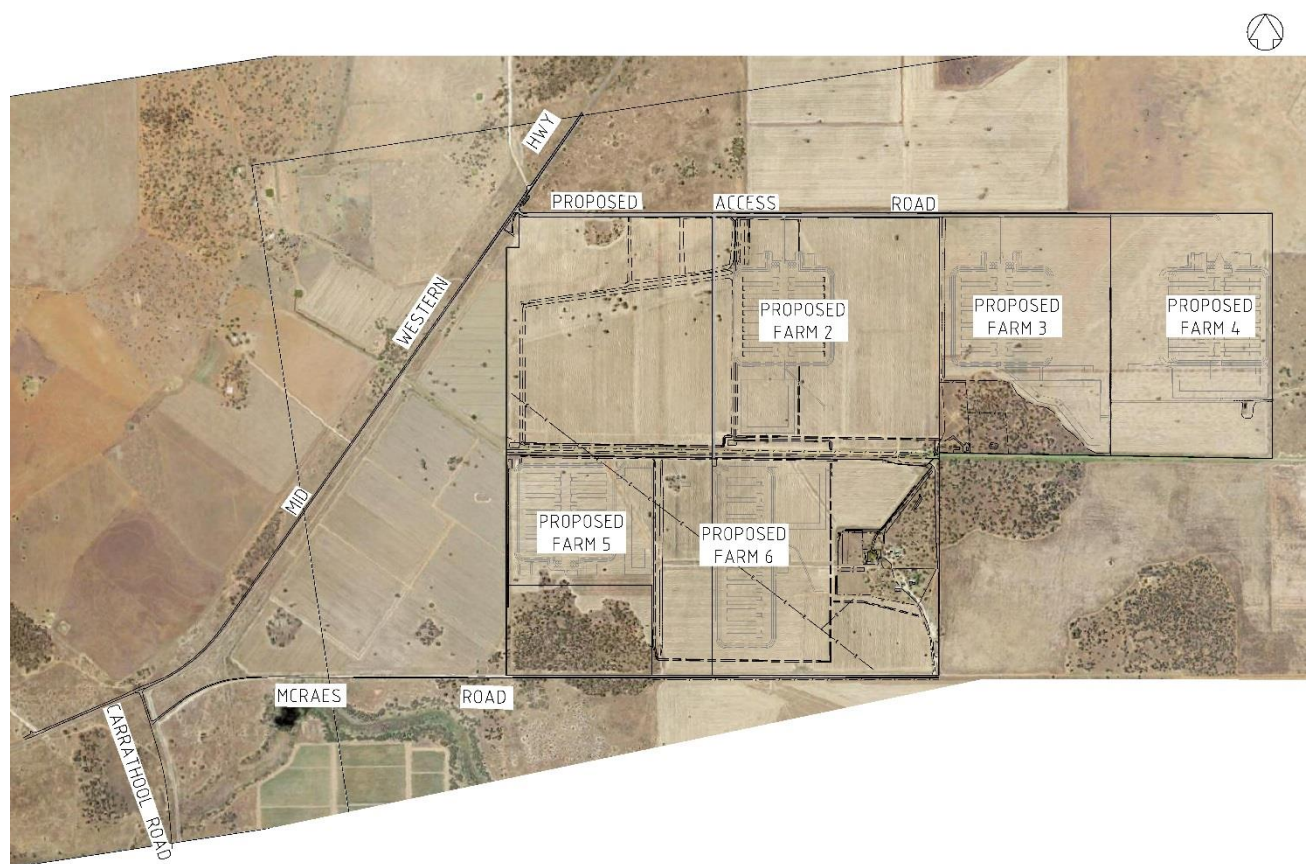 HWY
PROPOSED ACCESS ROAD
WESTERN
PROPOSED
FARM 2
PROPOSED
FARM 3
PROPOSED
FARM 4
MID
PROPOSED
FARM 5
PROPOSED
FARM 6
MCRAES ROAD
CARRATHOOL ROAD